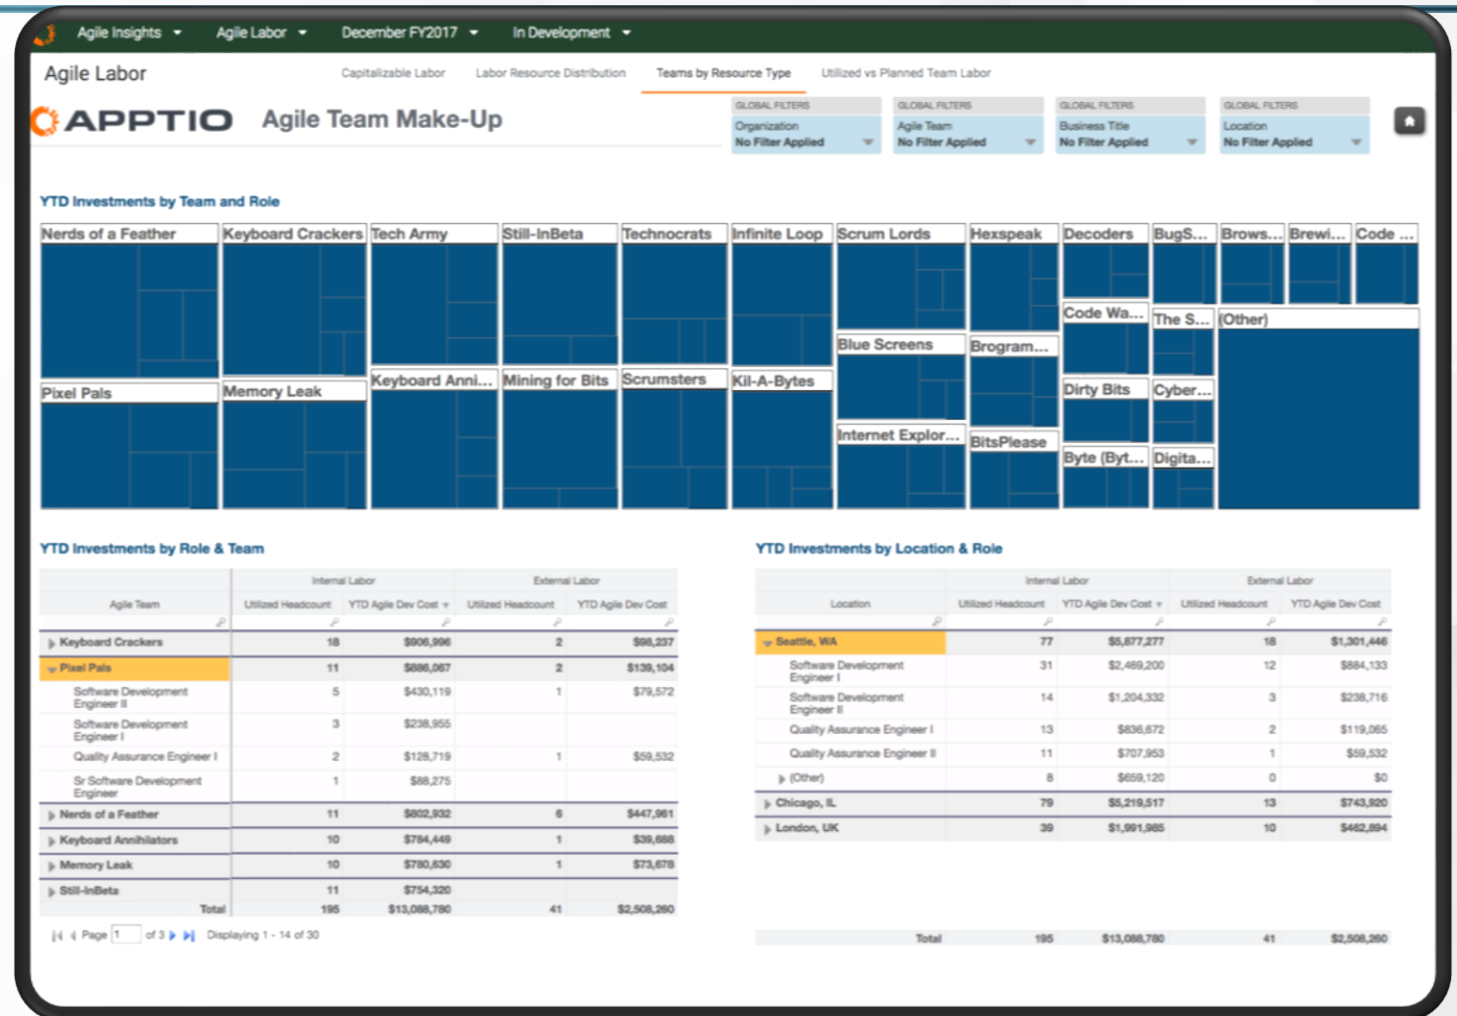 Agile Insights Agile Labor December FY2017 In Development
Agile Labor Capitalizable Labor Labor Resource Distribution Teams by Resource Type Utilized vs Planned Team Labor
APPTIO Agile Team Make-Up
GLOBAL FILTERS GLOBAL FILTERS GLOBAL FILTERS GLOBAL FILTERS
Organization Agile Team Business Title Location
No Filter Applied No Filter Applied No Filter Applied No Filter Applied
YTD Investments by Team and Role
Nerds of a Feather Keyboard Crackers Tech Army Still-InBeta Technocrats Infinite Loop Scrum Lords Hexspeak Decoders BugS... Brows... Brewi... Code ...
Code Wa... The S... (Other)
Blue Screens Brogram...
Pixel Pals Memory Leak Keyboard Anni... Mining for Bits Scrumsters Kil-A-Bytes Dirty Bits Cyber...
Internet Explor... BitsPlease Byte (Byt... Digita...
YTD Investments by Role & Team
Internal Labor External Labor
Agile Team Utilized Headcount YTD Agile Dev Cost Utilized Headcount YTD Agile Dev Cost
Keyboard Crackers 18 $906,996 2 $98,237
Pixel Pals 11 $886,067 2 $139,104
Software Development Engineer II 5 $430,119 1 $79,572
Software Development Engineer I 3 $238,955
Quality Assurance Engineer I 2 $128,719 1 $59,532
Sr Software Development Engineer 1 $88,275
Nerds of a Feather 11 $802,932 6 $447,961
Keyboard Annihilators 10 $784,449 1 $39,688
Memory Leak 10 $780,630 1 $73,678
Still-InBeta 11 $754,320
Total 195 $13,088,780 41 $2,508,260
Page 1 of 3 Displaying 1 - 14 of 30
YTD Investments by Location & Role
Internal Labor External Labor
Location Utilized Headcount YTD Agile Dev Cost Utilized Headcount YTD Agile Dev Cost
Seattle, WA 77 $5,877,277 18 $1,301,446
Software Development Engineer I 31 $2,469,200 12 $884,133
Software Development Engineer II 14 $1,204,332 3 $238,716
Quality Assurance Engineer I 13 $836,672 2 $119,065
Quality Assurance Engineer II 11 $707,953 1 $59,532
(Other) 8 $659,120 0 $0
Chicago, IL 79 $5,219,517 13 $743,920
London, UK 39 $1,991,985 10 $462,894
Total 195 $13,088,780 41 $2,508,260